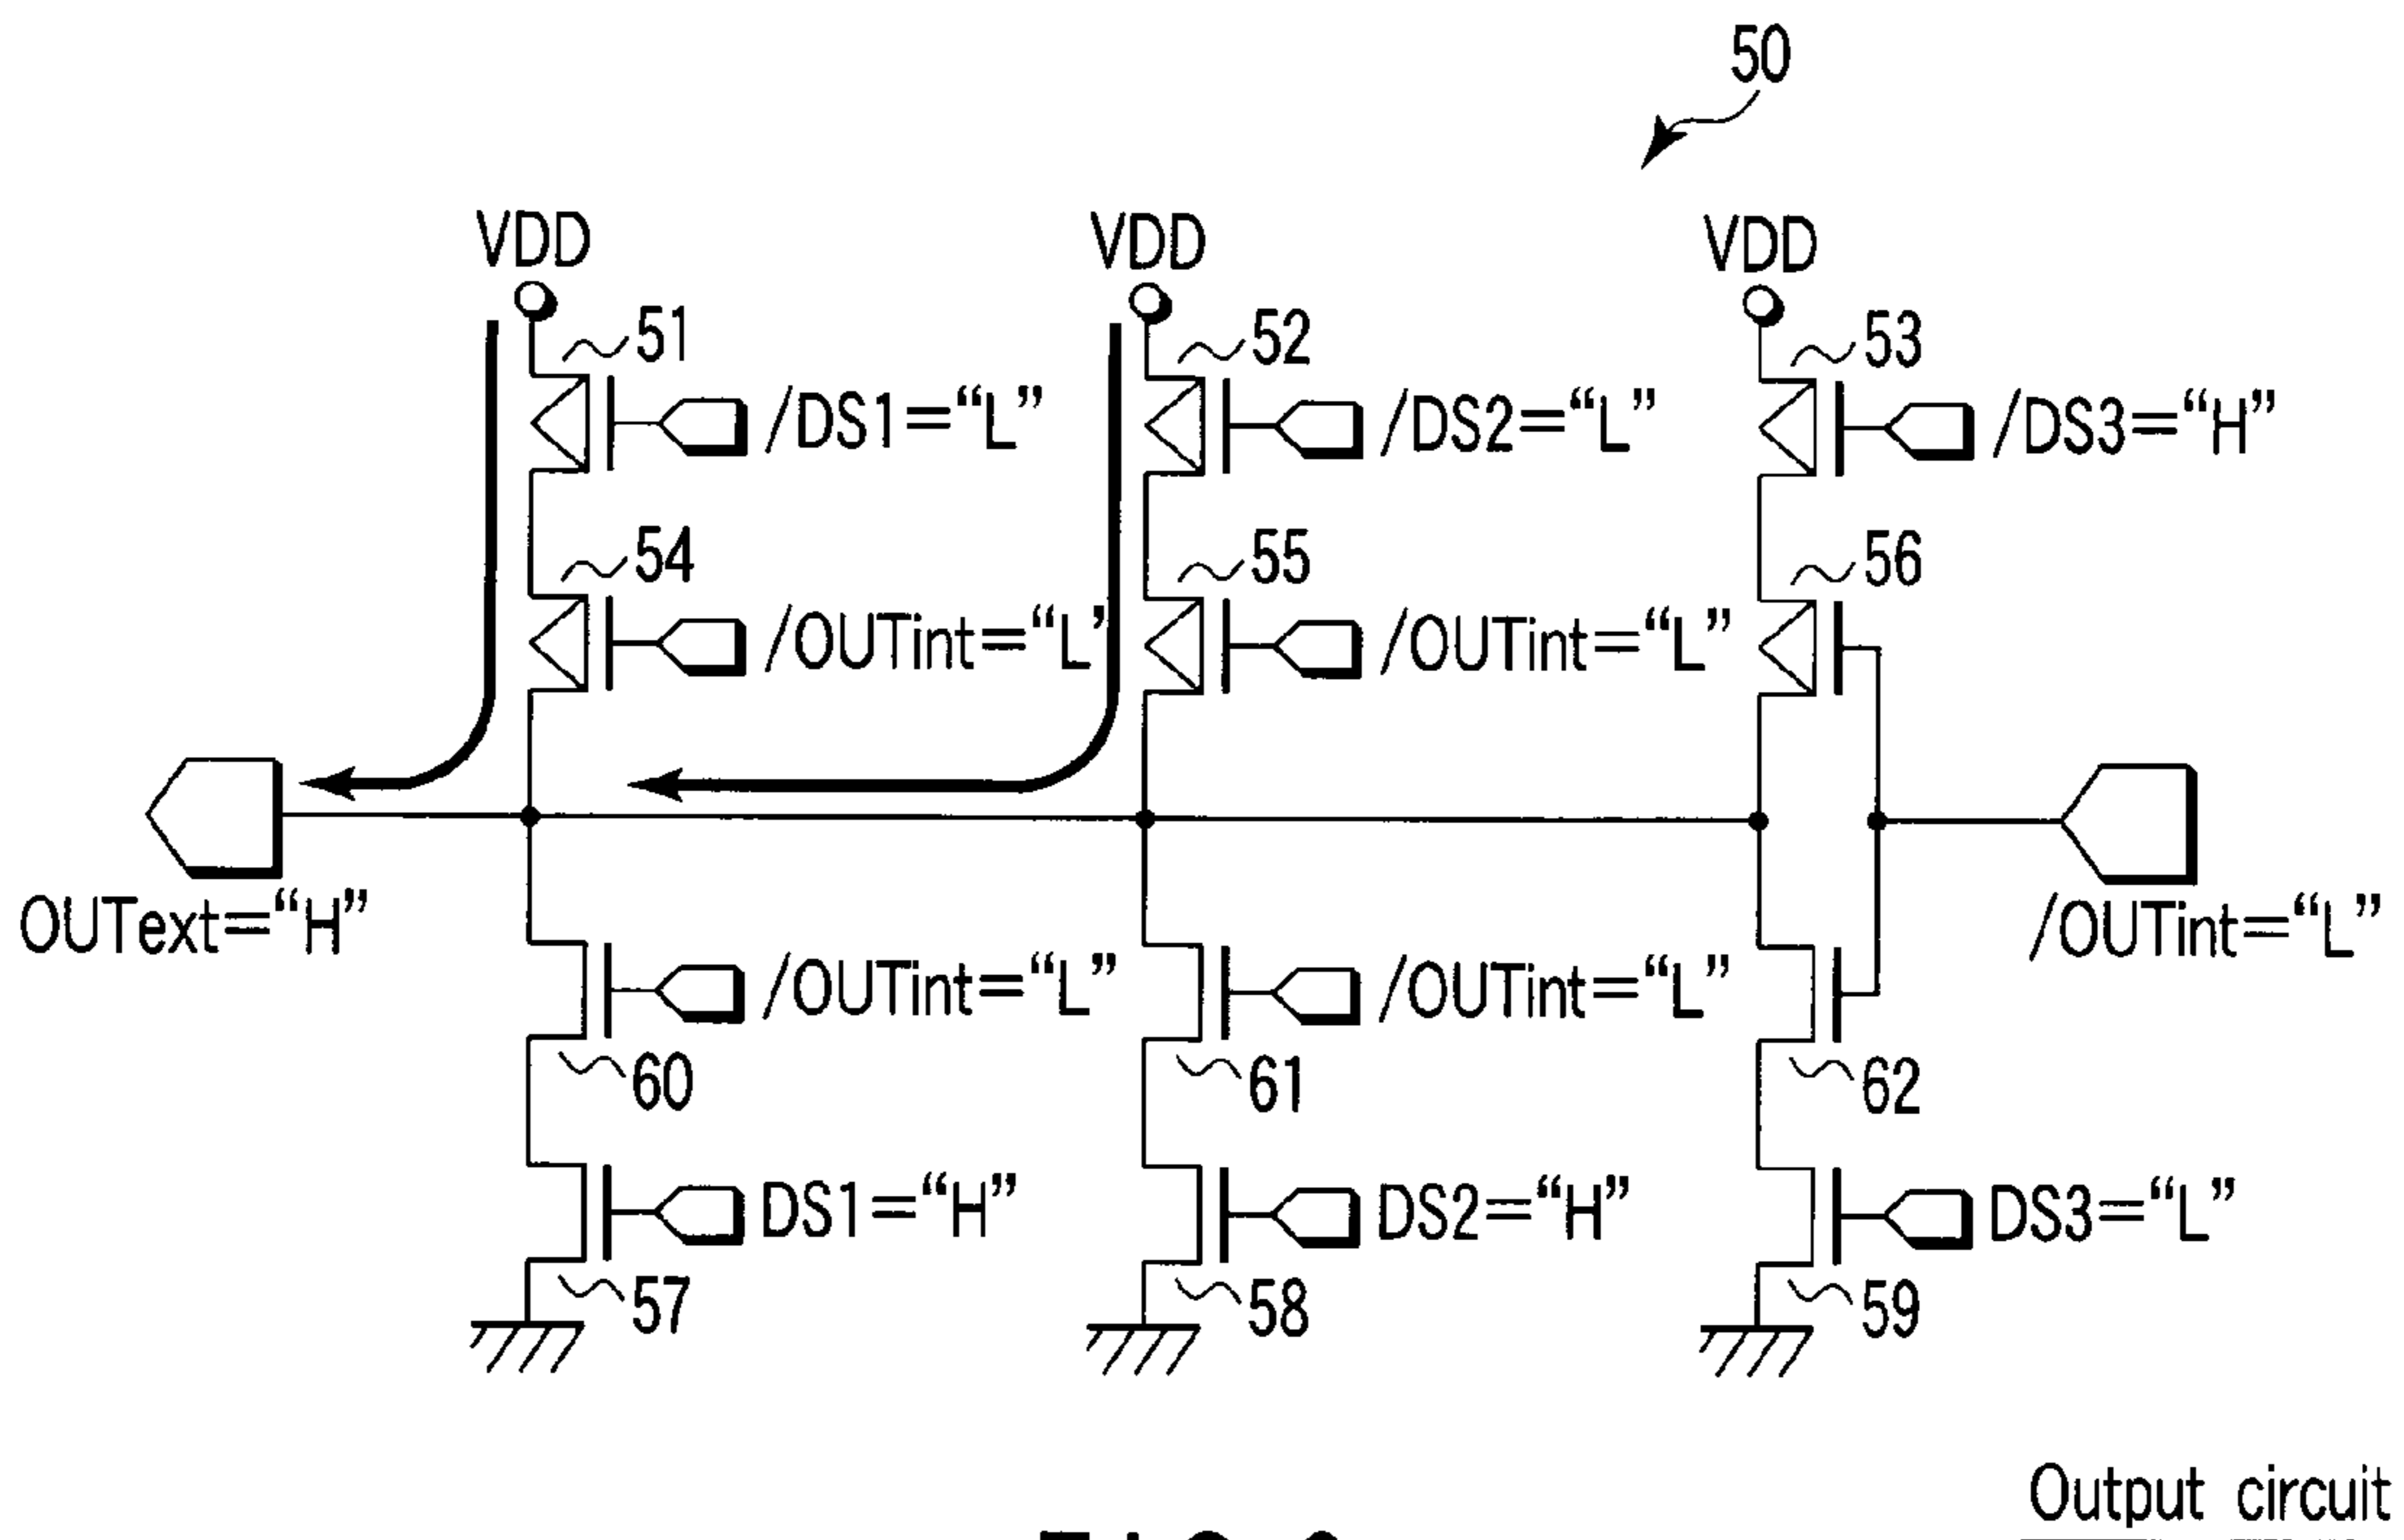 50
VDD VDD VDD
51 52 53
/DS1=“L” /DS2=“L” /DS3=“H”
54 55 56
/OUTint=“L’ /OUTint=“L”
OUText=“H” /OUTint=“L”
/OUTint=“L” /OUTint=“L”
60 61 62
DS1=“H” DS2=“H” DS3=“L”
57 58 59
Output circuit